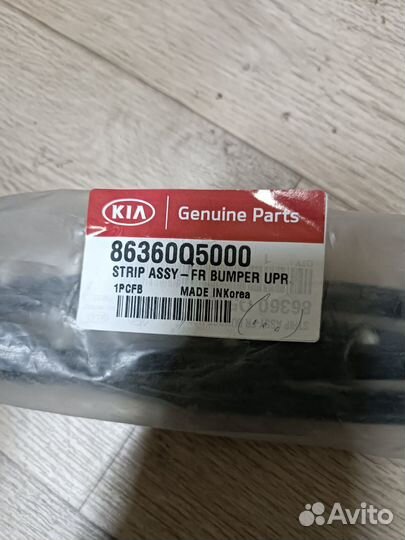 KIA Genuine Parts
86360Q5000
STRIP ASSY-FR BUMPER UPR
1PCFB MADE INKorea
Avito